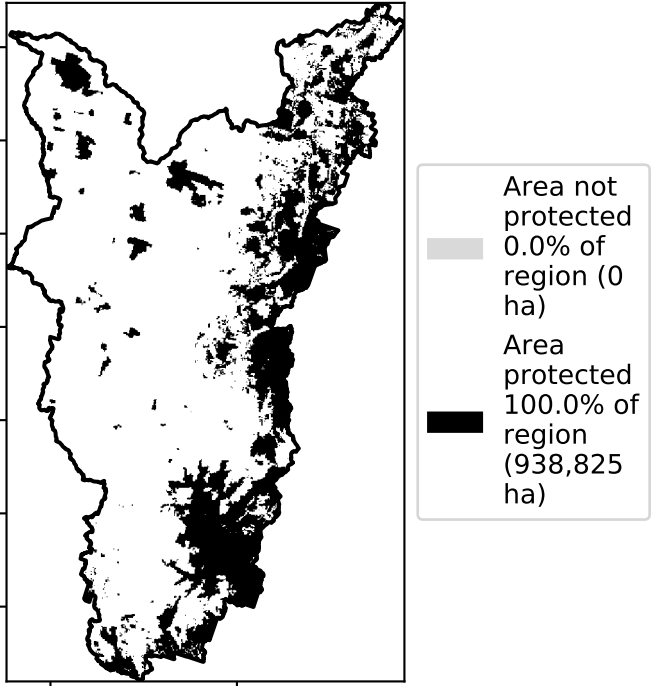 Area not
protected
0.0% of
region (0
ha)
Area
protected
100.0% of
region
(938,825
ha)